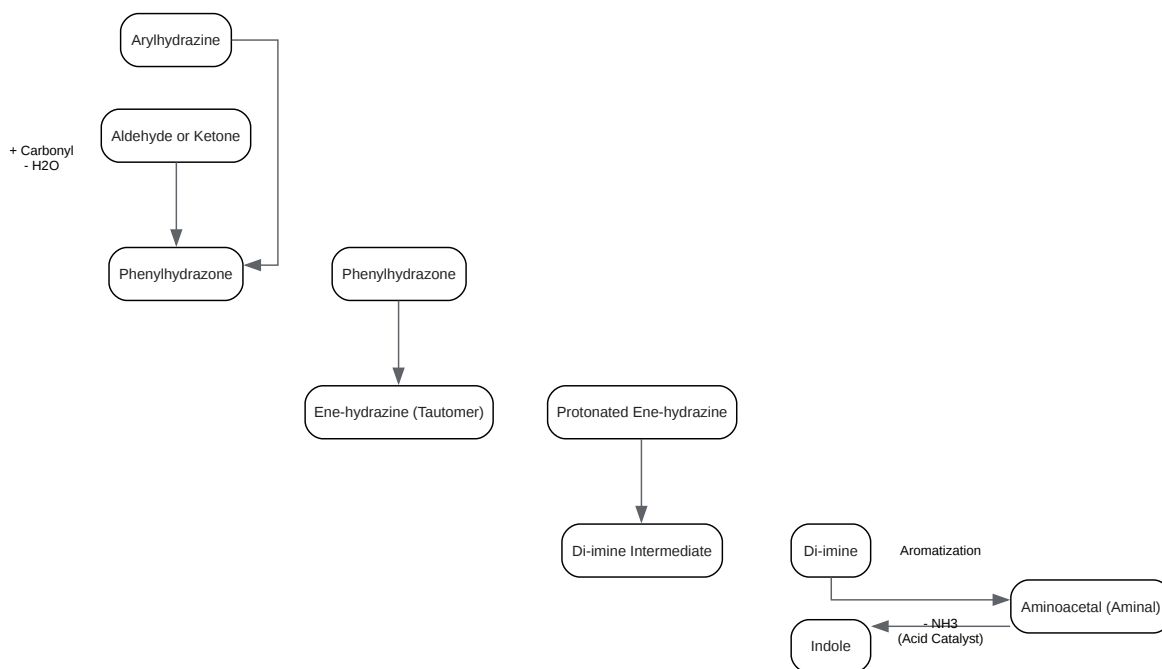 Arylhydrazine
Aldehyde or Ketone
+ Carbonyl
- H2O
Phenylhydrazone
Phenylhydrazone
Ene-hydrazine (Tautomer)
Protonated Ene-hydrazine
Di-imine Intermediate
Di-imine
Aromatization
Aminoacetal (Aminal)
- NH3
(Acid Catalyst)
Indole